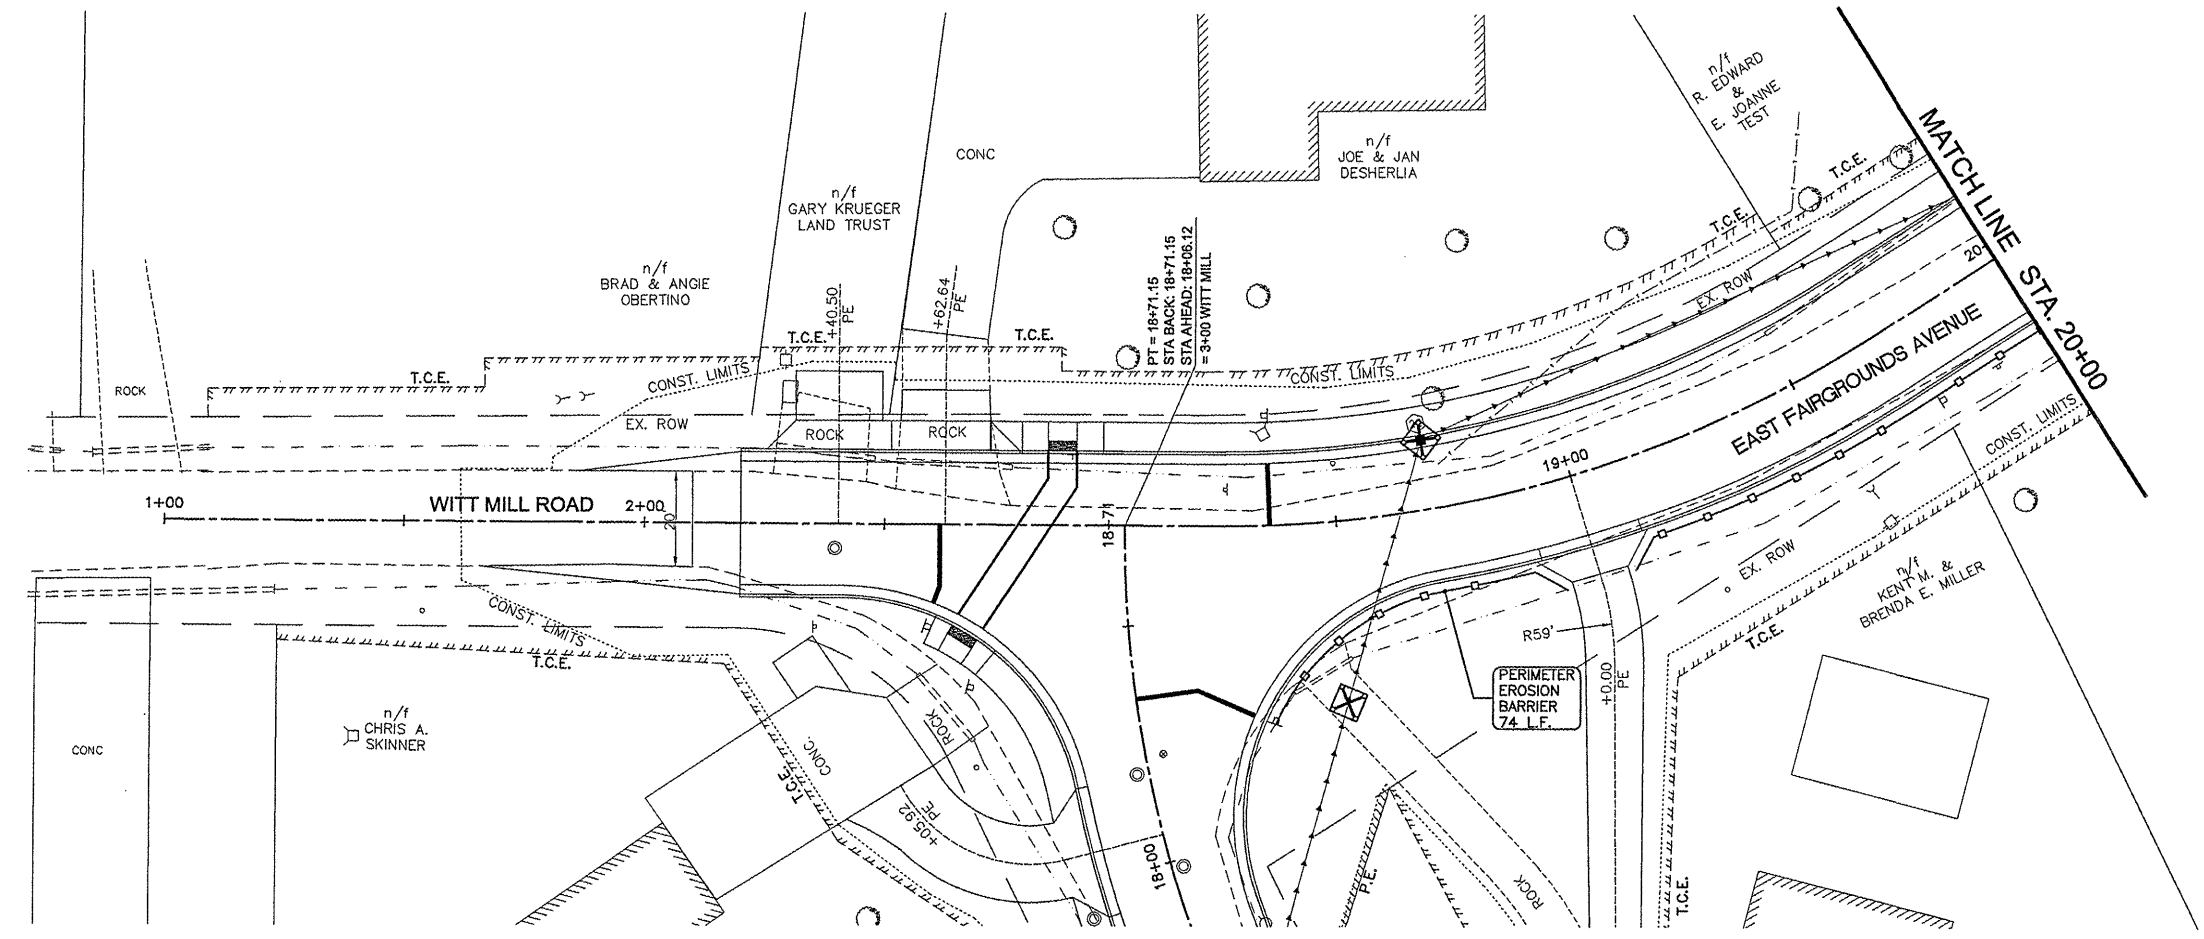 n/f
R. EDWARD
&
E. JOANNE
TEST
MATCH LINE STA. 20+00
T.C.E.
T.C.E.
CONC
n/f
JOE & JAN
DESHERLIA
n/f
GARY KRUEGER
LAND TRUST
n/f
BRAD & ANGIE
OBERTINO
+40.50
PE
+62.64
PE
PT = 18+71.15
STA BACK: 18+71.15
STA AHEAD: 18+06.12
= 3+00 WITT MILL
EX. ROW
20
EAST FAIRGROUNDS AVENUE
T.C.E.
T.C.E.
T.C.E.
CONST. LIMITS
CONST. LIMITS
ROCK
EX. ROW
ROCK
ROCK
19+00
CONST. LIMITS
1+00
WITT MILL ROAD
2+00
20'
18+71
EX. ROW
n/f
KENT M. &
BRENDA E. MILLER
CONST. LIMITS
T.C.E.
R59'
T.C.E.
PERIMETER
EROSION
BARRIER
74 L.F.
+0.00
PE
n/f
CHRIS A.
SKINNER
CONC
CONC.
ROCK
T.C.E
+05.92
PE
18+00
P.E.
ROCK
T.C.E.